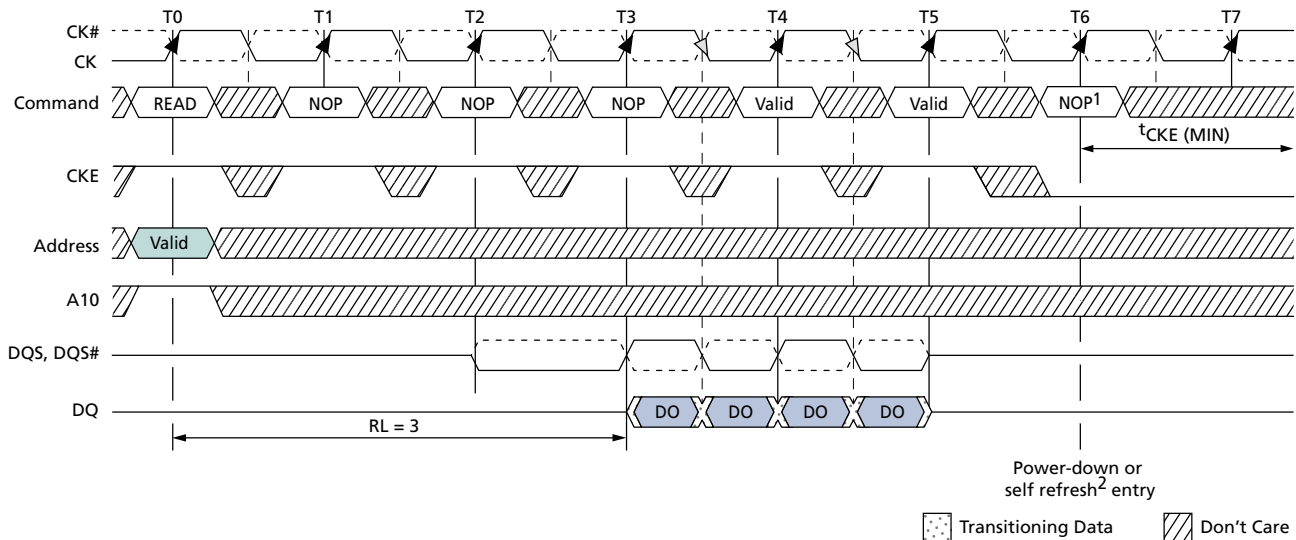 T0 T1 T2 T3 T4 T5 T6 T7
CK#
CK
Command READ NOP NOP NOP Valid Valid NOP1
tCKE (MIN)
CKE
Address Valid
A10
DQS, DQS#
DQ DO DO DO DO
RL = 3
Power-down or
self refresh2 entry
Transitioning Data Don't Care